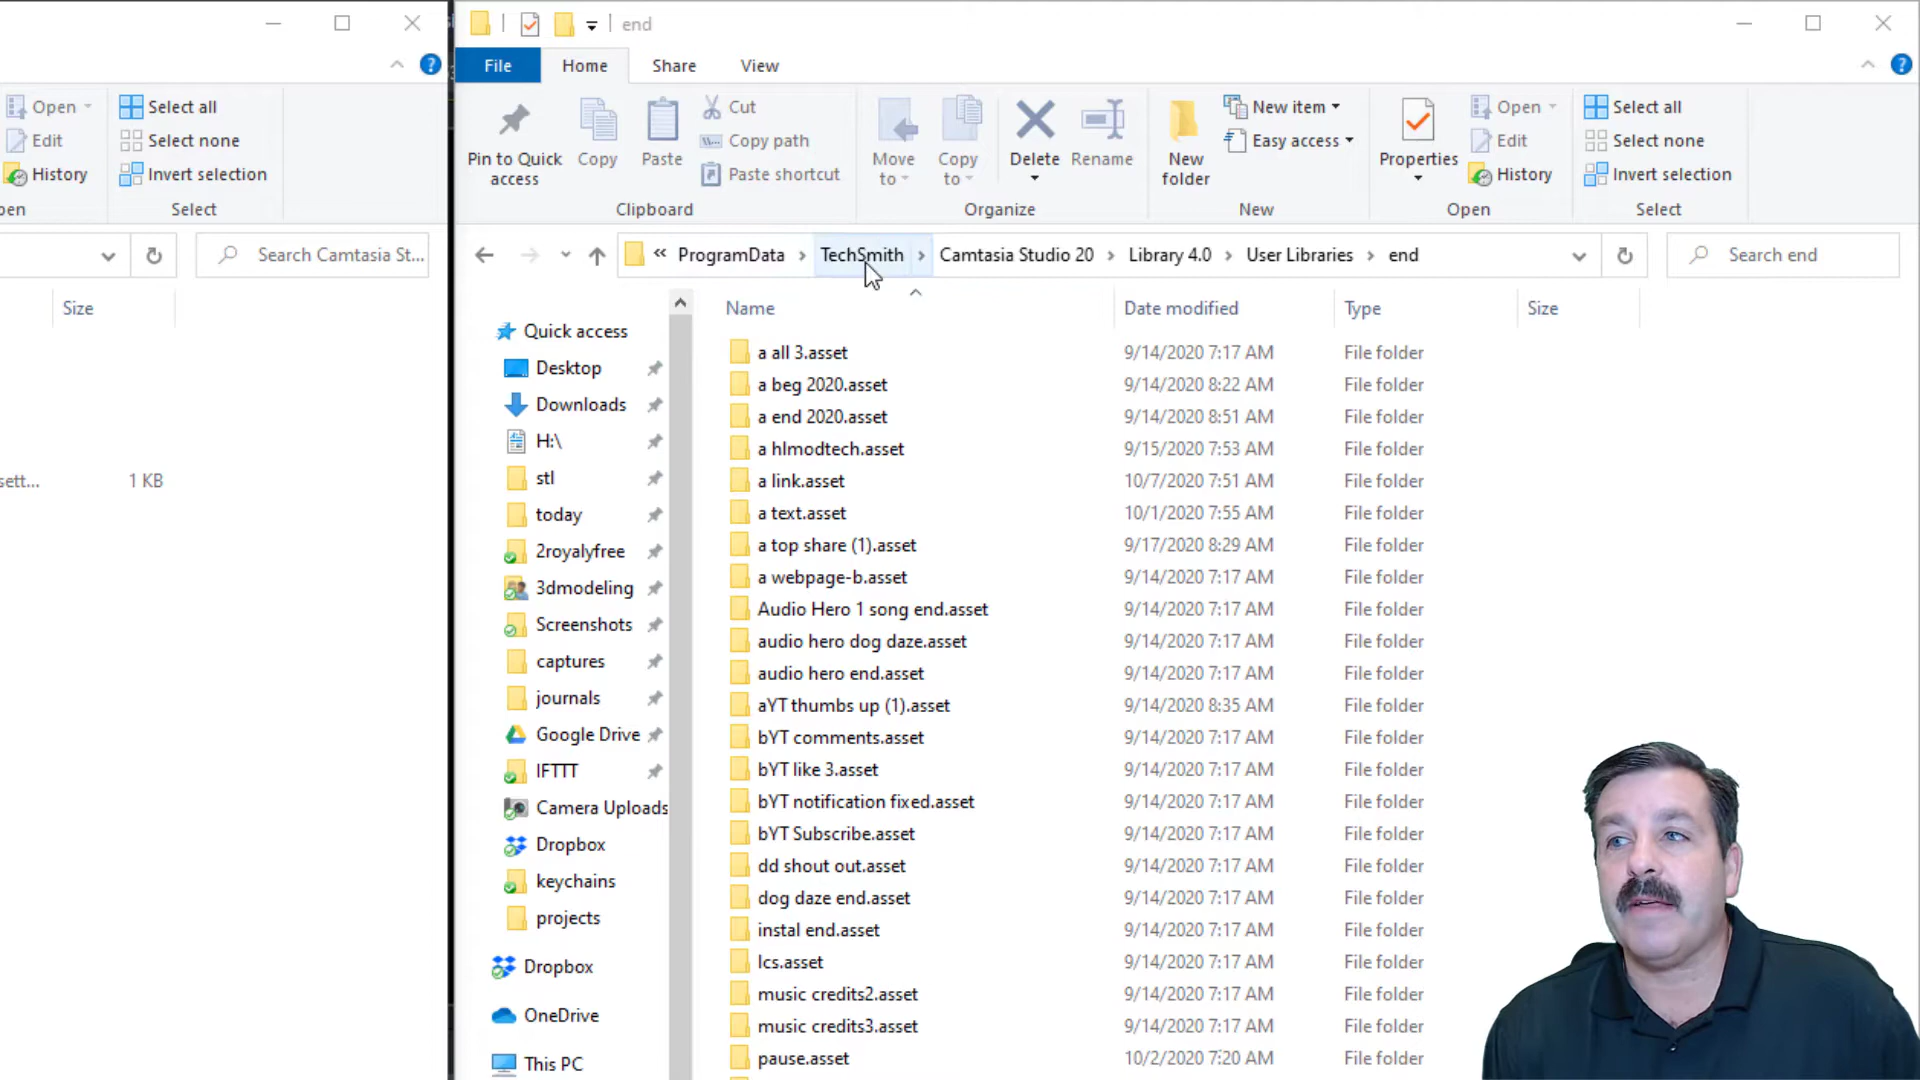 end
File Home Share View
Open Select all
Edit Select none
History Invert selection
pen Select
Pin to Quick access Copy Paste Cut
Copy path
Paste shortcut
Clipboard
Move to Copy to Delete Rename
Organize
New folder New item
Easy access
New
Properties Open
Edit
History
Open
Select all
Select none
Invert selection
Select
Search Camtasia St...
« ProgramData › TechSmith › Camtasia Studio 20 › Library 4.0 › User Libraries › end
Search end
Size
sett... 1 KB
Quick access
Desktop
Downloads
H:\
stl
today
2royalyfree
3dmodeling
Screenshots
captures
journals
Google Drive
IFTTT
Camera Uploads
Dropbox
keychains
projects
Dropbox
OneDrive
This PC
Name Date modified Type Size
a all 3.asset 9/14/2020 7:17 AM File folder
a beg 2020.asset 9/14/2020 8:22 AM File folder
a end 2020.asset 9/14/2020 8:51 AM File folder
a hlmodtech.asset 9/15/2020 7:53 AM File folder
a link.asset 10/7/2020 7:51 AM File folder
a text.asset 10/1/2020 7:55 AM File folder
a top share (1).asset 9/17/2020 8:29 AM File folder
a webpage-b.asset 9/14/2020 7:17 AM File folder
Audio Hero 1 song end.asset 9/14/2020 7:17 AM File folder
audio hero dog daze.asset 9/14/2020 7:17 AM File folder
audio hero end.asset 9/14/2020 7:17 AM File folder
aYT thumbs up (1).asset 9/14/2020 8:35 AM File folder
bYT comments.asset 9/14/2020 7:17 AM File folder
bYT like 3.asset 9/14/2020 7:17 AM File folder
bYT notification fixed.asset 9/14/2020 7:17 AM File folder
bYT Subscribe.asset 9/14/2020 7:17 AM File folder
dd shout out.asset 9/14/2020 7:17 AM File folder
dog daze end.asset 9/14/2020 7:17 AM File folder
instal end.asset 9/14/2020 7:17 AM File folder
lcs.asset 9/14/2020 7:17 AM File folder
music credits2.asset 9/14/2020 7:17 AM File folder
music credits3.asset 9/14/2020 7:17 AM File folder
pause.asset 10/2/2020 7:20 AM File folder